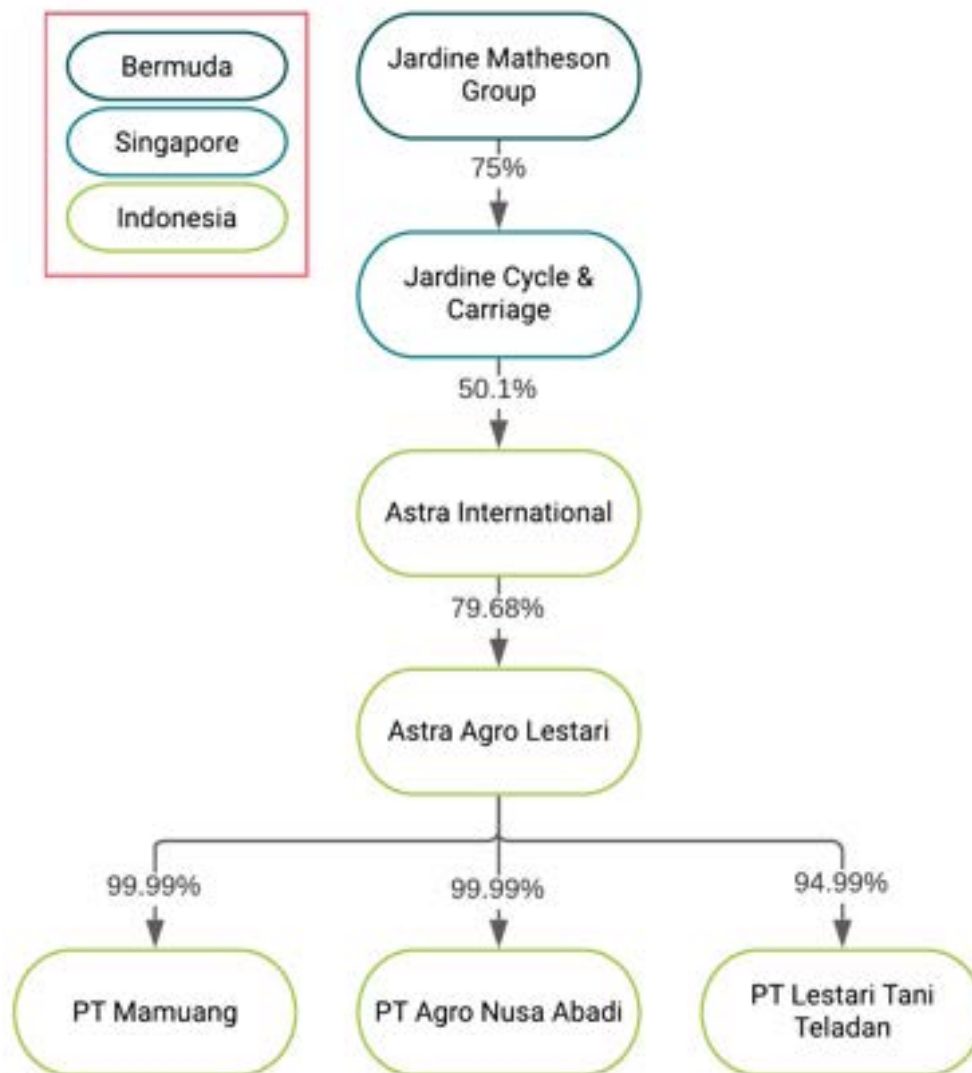 Bermuda
Singapore
Indonesia
Jardine Matheson
Group
75%
Jardine Cycle &
Carriage
50.1%
Astra International
79.68%
Astra Agro Lestari
99.99%
99.99%
94.99%
PT Mamuang
PT Agro Nusa Abadi
PT Lestari Tani
Teladan